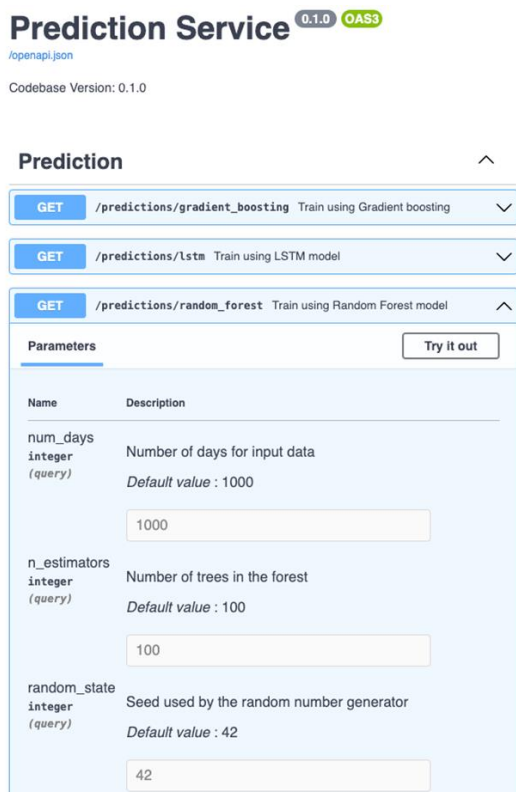 Prediction Service 0.1.0 OAS3
/openapi.json
Codebase Version: 0.1.0
Prediction
GET /predictions/gradient_boosting Train using Gradient boosting
GET /predictions/lstm Train using LSTM model
GET /predictions/random_forest Train using Random Forest model
Parameters Try it out
Name Description
num_days
integer
(query)
Number of days for input data
Default value : 1000
1000
n_estimators
integer
(query)
Number of trees in the forest
Default value : 100
100
random_state
integer
(query)
Seed used by the random number generator
Default value : 42
42